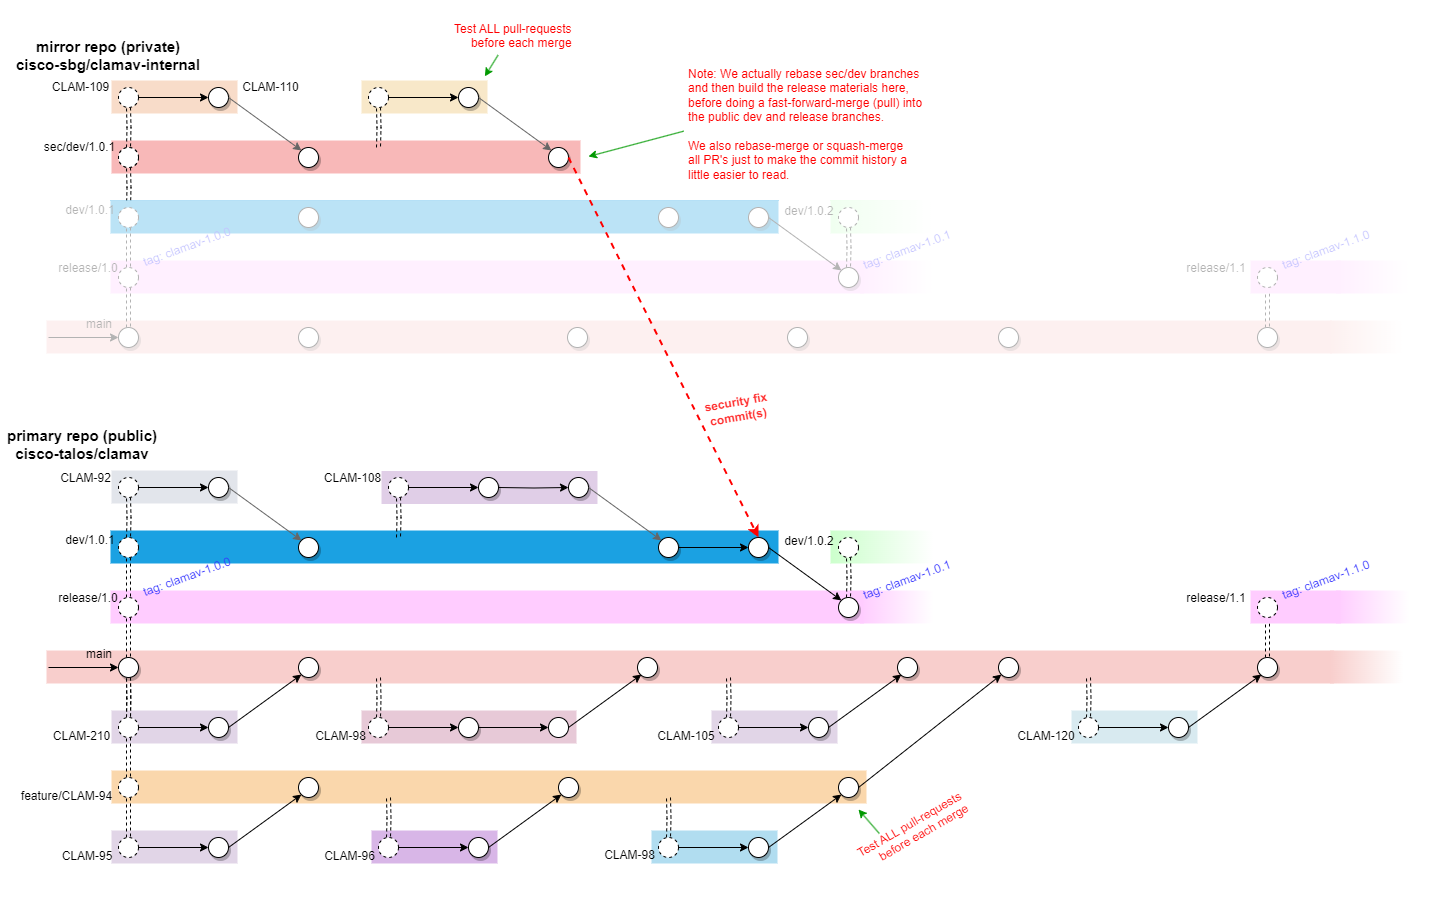 Test ALL pull-requests
before each merge
mirror repo (private)
cisco-sbg/clamav-internal
Note: We actually rebase sec/dev branches
and then build the release materials here,
before doing a fast-forward-merge (pull) into
the public dev and release branches.
We also rebase-merge or squash-merge
all PR's just to make the commit history a
little easier to read.
CLAM-109
CLAM-110
sec/dev/1.0.1
dev/1.0.1
dev/1.0.2
tag: clamav-1.0.0
tag: clamav-1.0.1
tag: clamav-1.1.0
release/1.0
release/1.1
main
security fix
commit(s)
primary repo (public)
cisco-talos/clamav
CLAM-92
CLAM-108
dev/1.0.1
dev/1.0.2
tag: clamav-1.0.0
tag: clamav-1.0.1
tag: clamav-1.1.0
release/1.0
release/1.1
main
CLAM-210
CLAM-98
CLAM-105
CLAM-120
feature/CLAM-94
Test ALL pull-requests
before each merge
CLAM-95
CLAM-96
CLAM-98